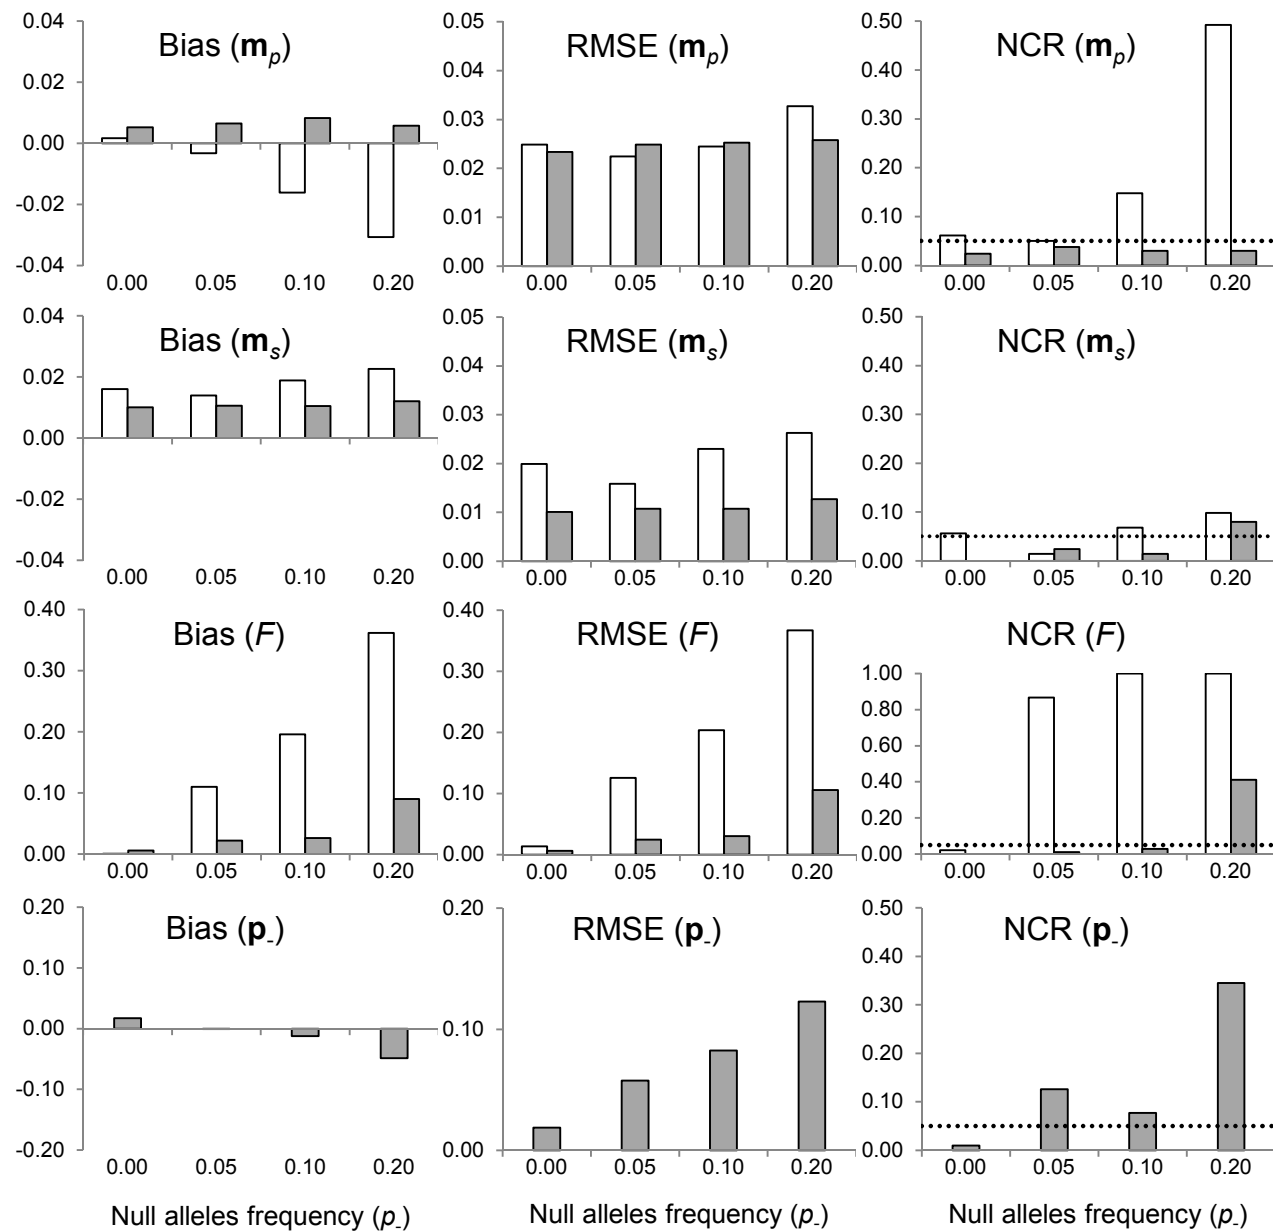 Bias (m_p)
0.04
0.02
0.00
-0.02
-0.04
0.00 0.05 0.10 0.20
RMSE (m_p)
0.05
0.04
0.03
0.02
0.01
0.00
0.00 0.05 0.10 0.20
NCR (m_p)
0.50
0.40
0.30
0.20
0.10
0.00
0.00 0.05 0.10 0.20
Bias (m_s)
0.04
0.02
0.00
-0.02
-0.04
0.00 0.05 0.10 0.20
RMSE (m_s)
0.05
0.04
0.03
0.02
0.01
0.00
0.00 0.05 0.10 0.20
NCR (m_s)
0.50
0.40
0.30
0.20
0.10
0.00
0.00 0.05 0.10 0.20
Bias (F)
0.40
0.30
0.20
0.10
0.00
0.00 0.05 0.10 0.20
RMSE (F)
0.40
0.30
0.20
0.10
0.00
0.00 0.05 0.10 0.20
NCR (F)
1.00
0.80
0.60
0.40
0.20
0.00
0.00 0.05 0.10 0.20
Bias (p_-)
0.20
0.10
0.00
-0.10
-0.20
0.00 0.05 0.10 0.20
Null alleles frequency (p_-)
RMSE (p_-)
0.20
0.10
0.00
0.00 0.05 0.10 0.20
Null alleles frequency (p_-)
NCR (p_-)
0.50
0.40
0.30
0.20
0.10
0.00
0.00 0.05 0.10 0.20
Null alleles frequency (p_-)